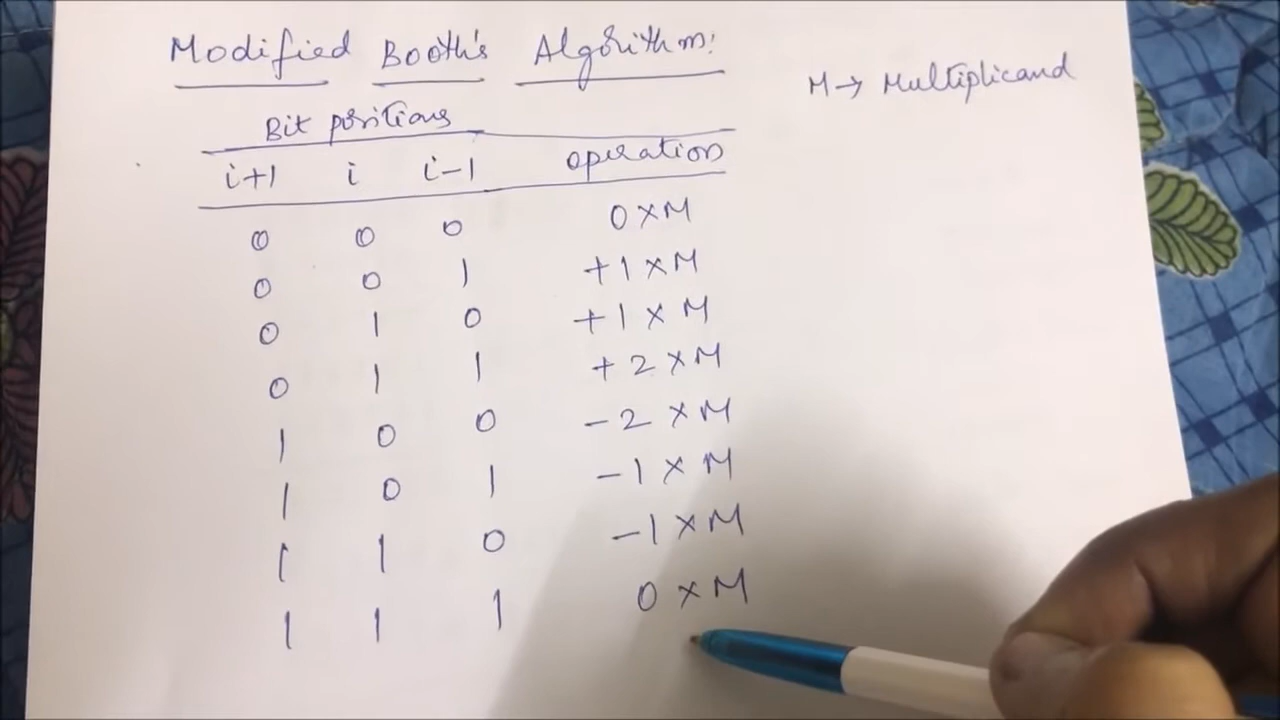 Modified Booth's Algorithm:
M → Multiplicand
Bit positions
i+1 i i-1 operation
0 0 0 0 × M
0 0 1 +1 × M
0 1 0 +1 × M
0 1 1 +2 × M
1 0 0 -2 × M
1 0 1 -1 × M
1 1 0 -1 × M
1 1 1 0 × M